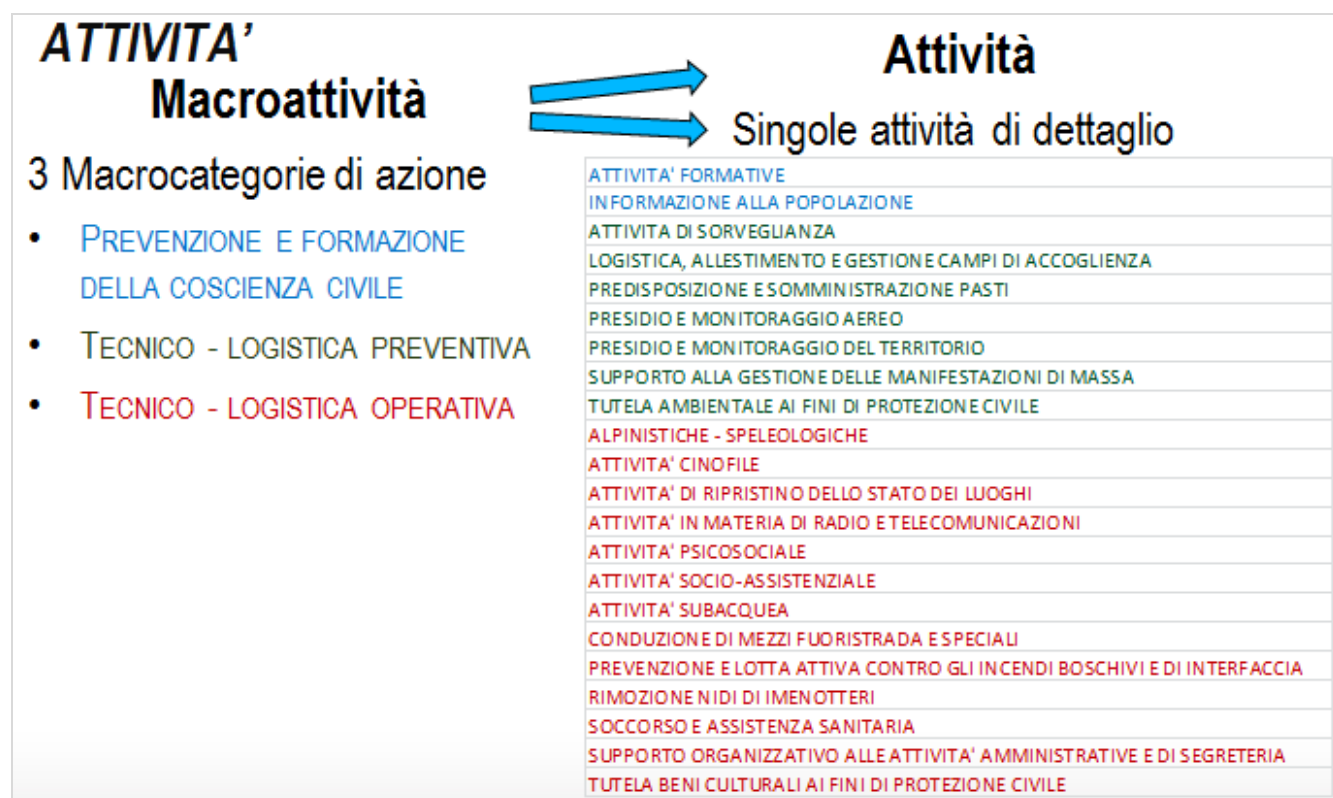 ATTIVITA'
Macroattività
3 Macrocategorie di azione
• PREVENZIONE E FORMAZIONE
DELLA COSCIENZA CIVILE
• TECNICO - LOGISTICA PREVENTIVA
• TECNICO - LOGISTICA OPERATIVA
Attività
Singole attività di dettaglio
ATTIVITA' FORMATIVE
INFORMAZIONE ALLA POPOLAZIONE
ATTIVITA DI SORVEGLIANZA
LOGISTICA, ALLESTIMENTO E GESTIONE CAMPI DI ACCOGLIENZA
PREDISPOSIZIONE E SOMMINISTRAZIONE PASTI
PRESIDIO E MONITORAGGIO AEREO
PRESIDIO E MONITORAGGIO DEL TERRITORIO
SUPPORTO ALLA GESTIONE DELLE MANIFESTAZIONI DI MASSA
TUTELA AMBIENTALE AI FINI DI PROTEZIONE CIVILE
ALPINISTICHE - SPELEOLOGICHE
ATTIVITA' CINOFILE
ATTIVITA' DI RIPRISTINO DELLO STATO DEI LUOGHI
ATTIVITA' IN MATERIA DI RADIO E TELECOMUNICAZIONI
ATTIVITA' PSICOSOCIALE
ATTIVITA' SOCIO-ASSISTENZIALE
ATTIVITA' SUBACQUEA
CONDUZIONE DI MEZZI FUORISTRADA E SPECIALI
PREVENZIONE E LOTTA ATTIVA CONTRO GLI INCENDI BOSCHIVI E DI INTERFACCIA
RIMOZIONE NIDI DI IMENOTTERI
SOCCORSO E ASSISTENZA SANITARIA
SUPPORTO ORGANIZZATIVO ALLE ATTIVITA' AMMINISTRATIVE E DI SEGRETERIA
TUTELA BENI CULTURALI AI FINI DI PROTEZIONE CIVILE